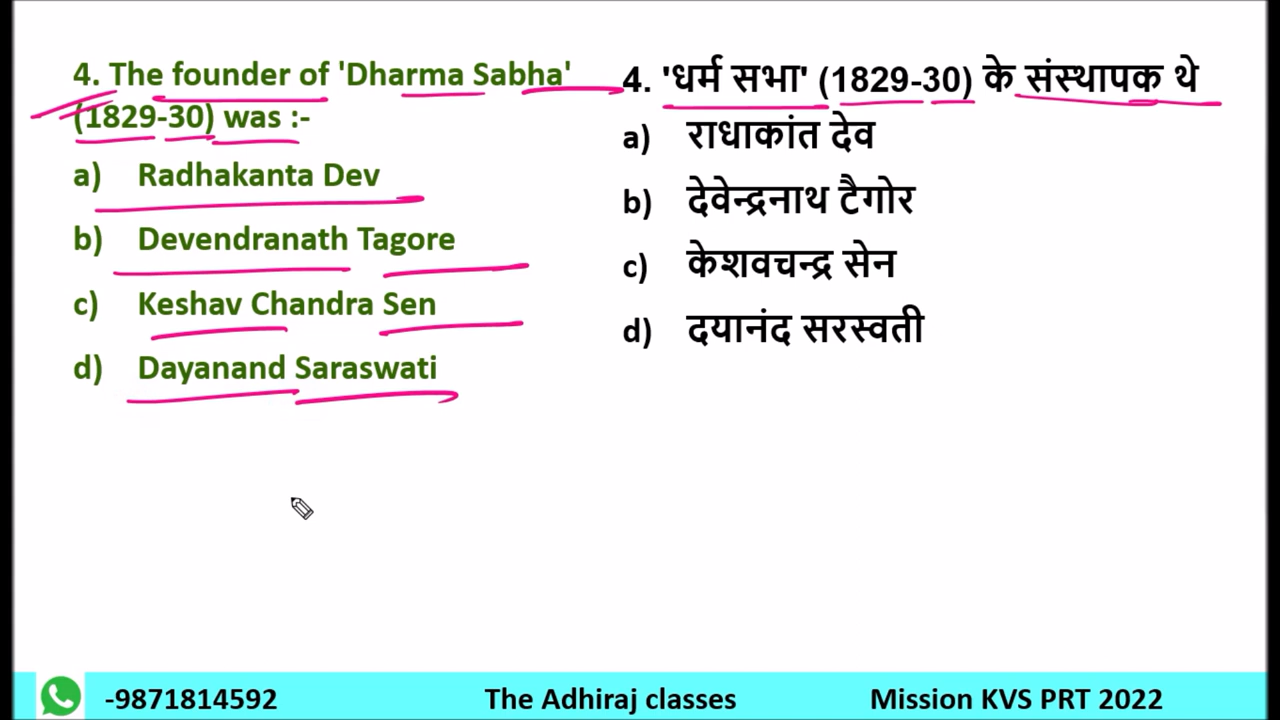 4. The founder of 'Dharma Sabha'
(1829-30) was :-
a) Radhakanta Dev
b) Devendranath Tagore
c) Keshav Chandra Sen
d) Dayanand Saraswati
4. 'धर्म सभा' (1829-30) के संस्थापक थे
a) राधाकांत देव
b) देवेन्द्रनाथ टैगोर
c) केशवचन्द्र सेन
d) दयानंद सरस्वती
-9871814592 The Adhiraj classes Mission KVS PRT 2022